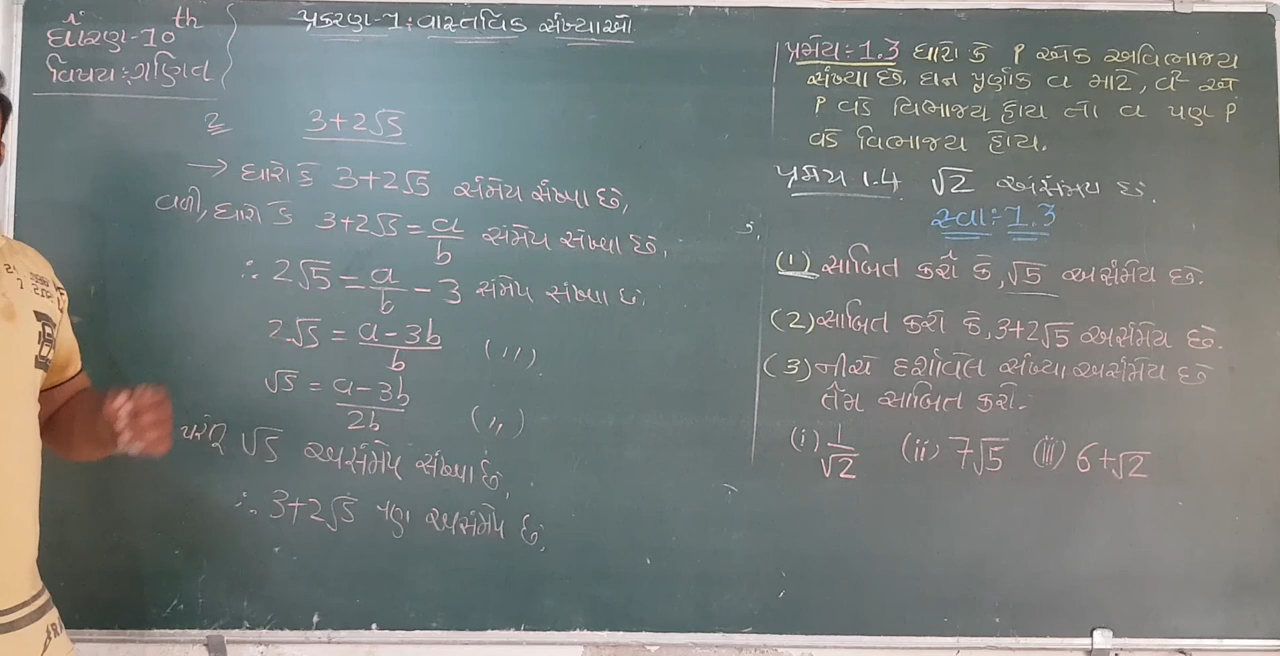 ધોરણ-10th
વિષય:ગણિત
પ્રકરણ-1:વાસ્તવિક સંખ્યાઓ
2 3+2√5
→ ધારો કે 3+2√5 સંમેય સંખ્યા છે,
વળી, ધારો કે 3+2√5 = a/b સંમેય સંખ્યા છે.
∴ 2√5 = a/b - 3 સંમેય સંખ્યા છે.
2√5 = a-3b/b (,,).
√5 = a-3b/2b (,,)
પરંતુ √5 અસંમેય સંખ્યા છે,
∴ 3+2√5 પણ અસંમેય છે.
પ્રમેય:1.3 ધારો કે P એક અવિભાજ્ય
સંખ્યા છે. ધન પૂર્ણાંક a માટે, a² એ
P વડે વિભાજ્ય હોય તો a પણ P
વડે વિભાજ્ય હોય.
પ્રમેય 1.4 √2 અસંમેય છે.
સ્વા:1.3
(1) સાબિત કરો કે, √5 અસંમેય છે.
(2) સાબિત કરો કે, 3+2√5 અસંમેય છે.
(3) નીચે દર્શાવેલ સંખ્યા અસંમેય છે
તેમ સાબિત કરો.
(i) 1/√2 (ii) 7√5 (iii) 6+√2